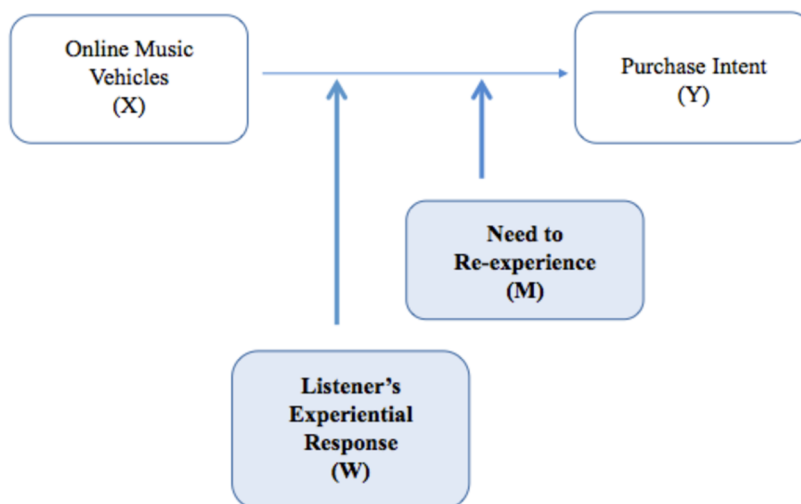 Online Music
Vehicles
(X)
Purchase Intent
(Y)
Need to
Re-experience
(M)
Listener’s
Experiential
Response
(W)